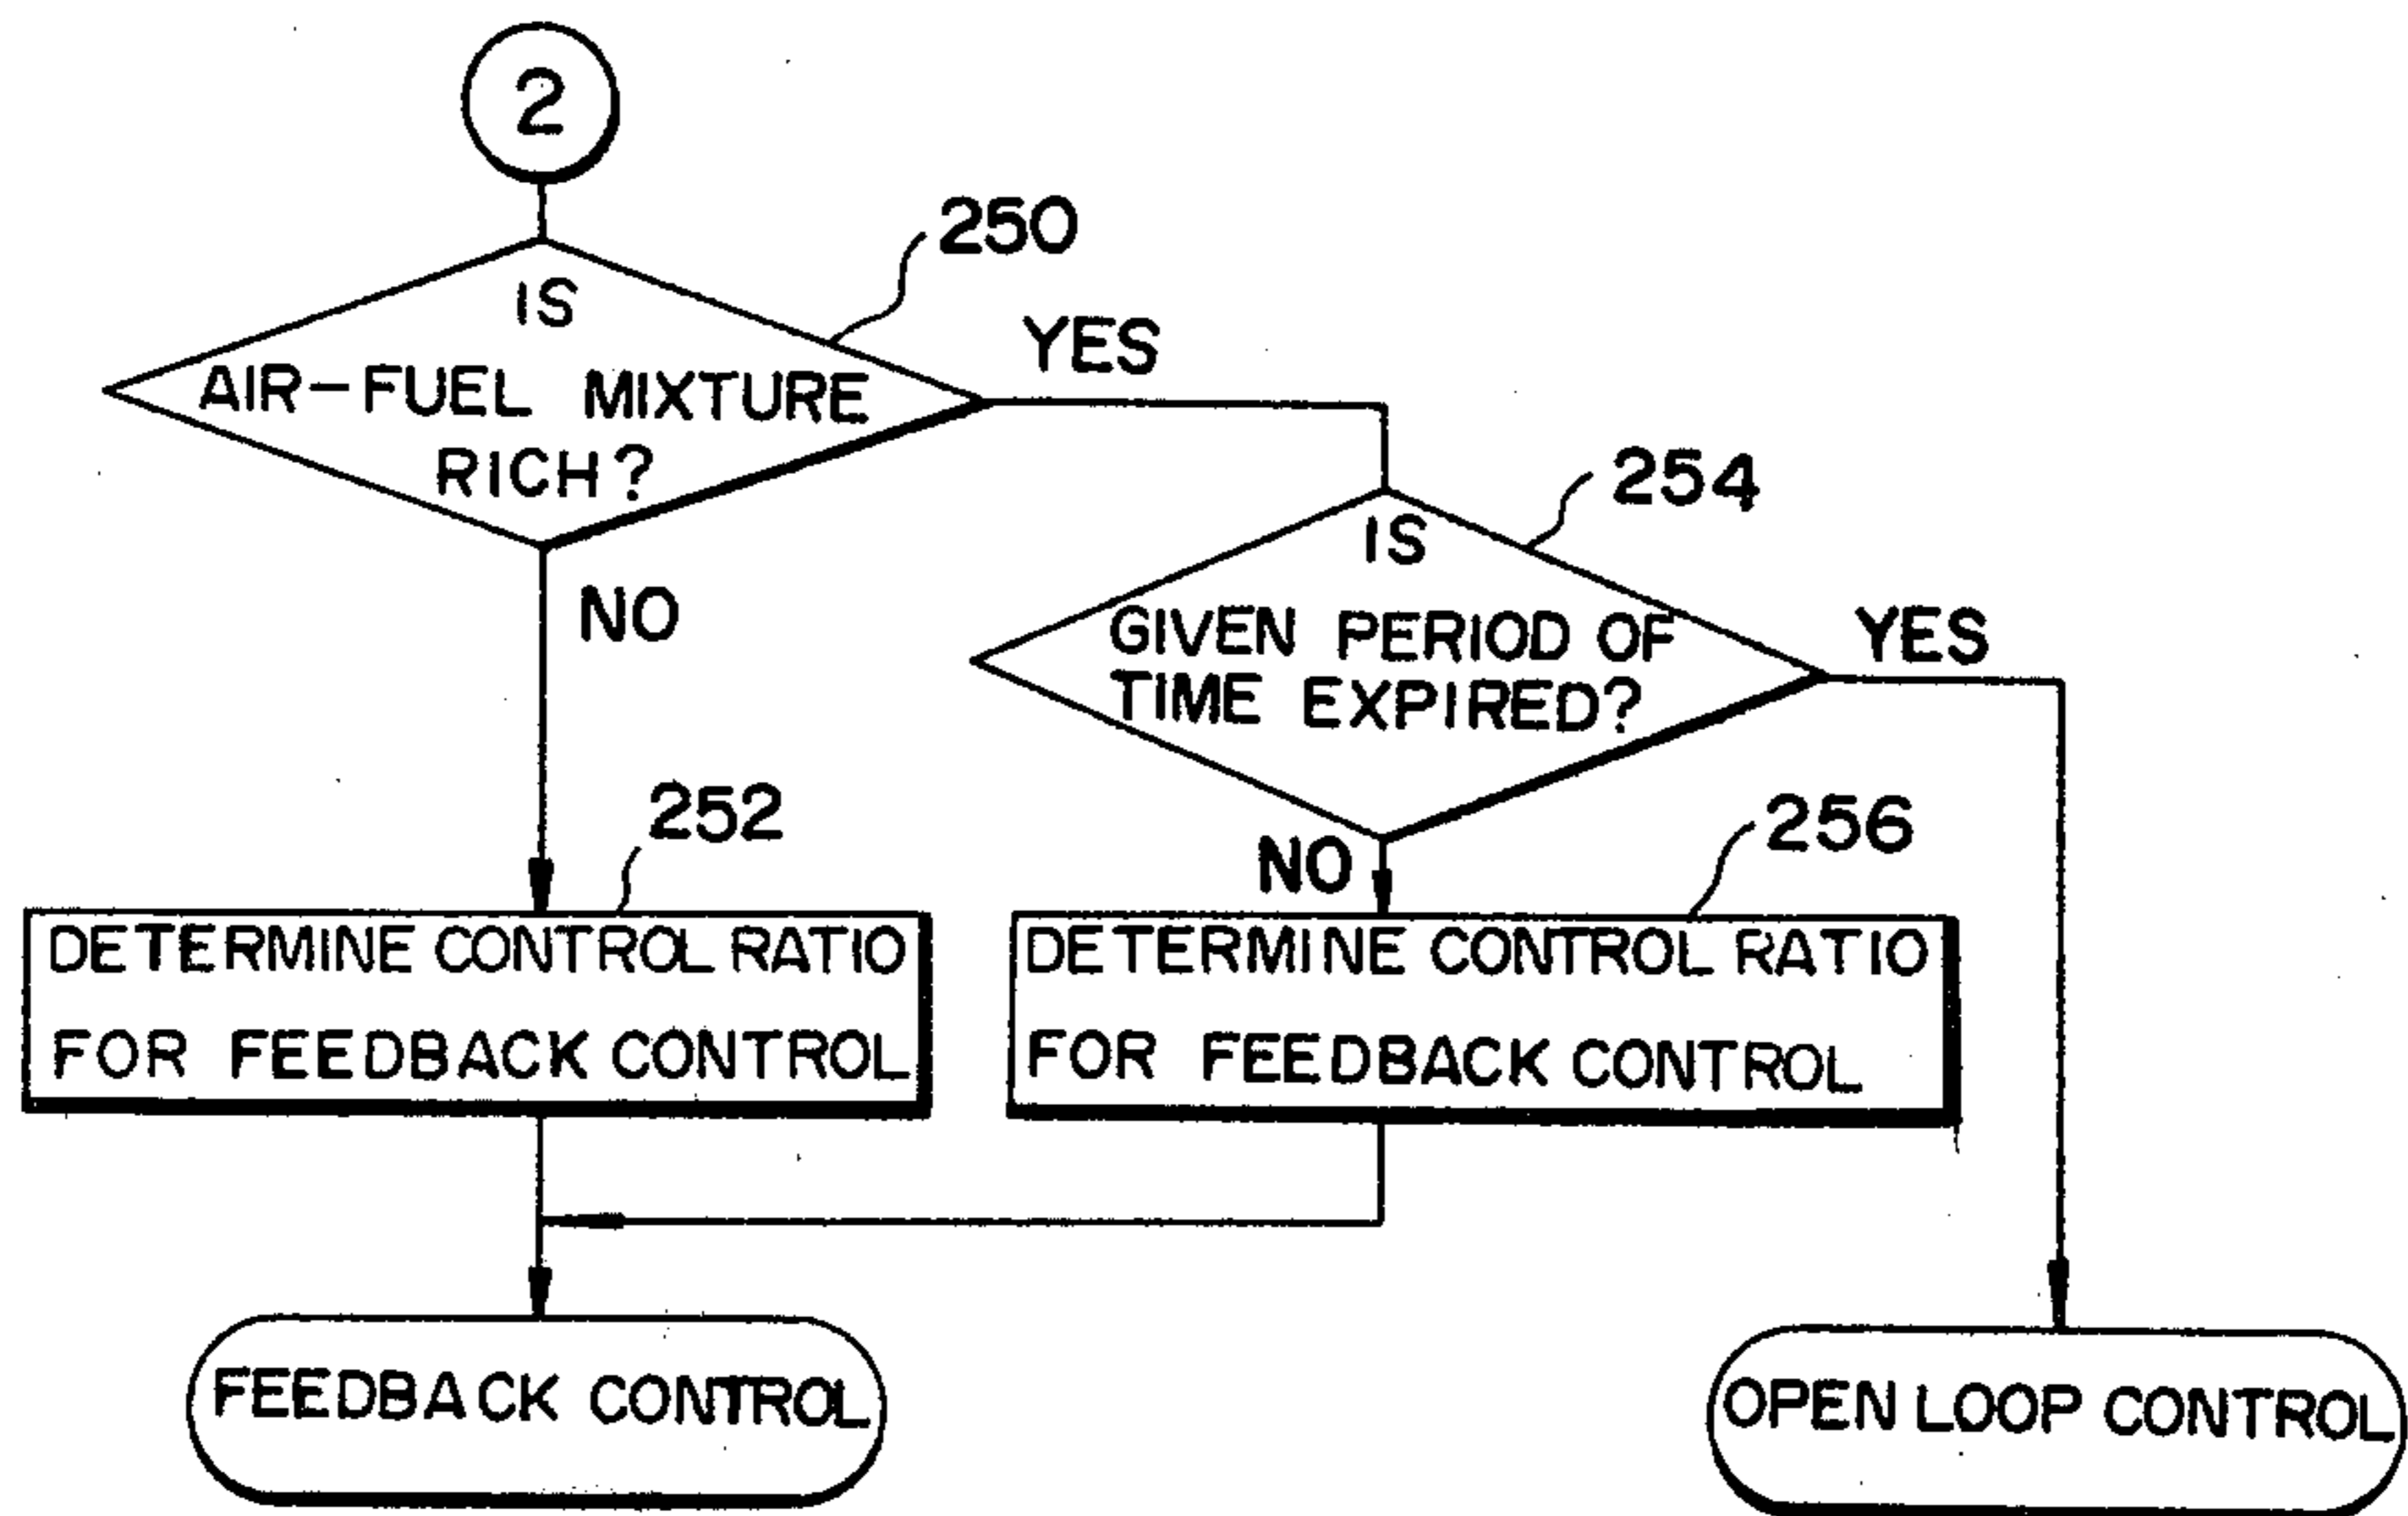 2
250
IS
AIR-FUEL MIXTURE
RICH?
YES
NO
254
IS
GIVEN PERIOD OF
TIME EXPIRED?
YES
NO
252
DETERMINE CONTROL RATIO
FOR FEEDBACK CONTROL
256
DETERMINE CONTROL RATIO
FOR FEEDBACK CONTROL
FEEDBACK CONTROL
OPEN LOOP CONTROL